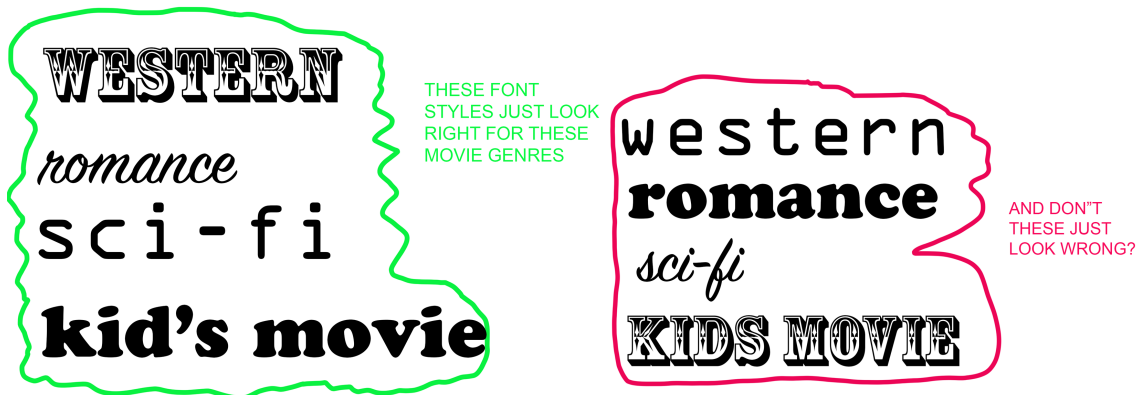 WESTERN
romance
sci-fi
kid's movie
THESE FONT
STYLES JUST LOOK
RIGHT FOR THESE
MOVIE GENRES
western
romance
sci-fi
KIDS MOVIE
AND DON"T
THESE JUST
LOOK WRONG?